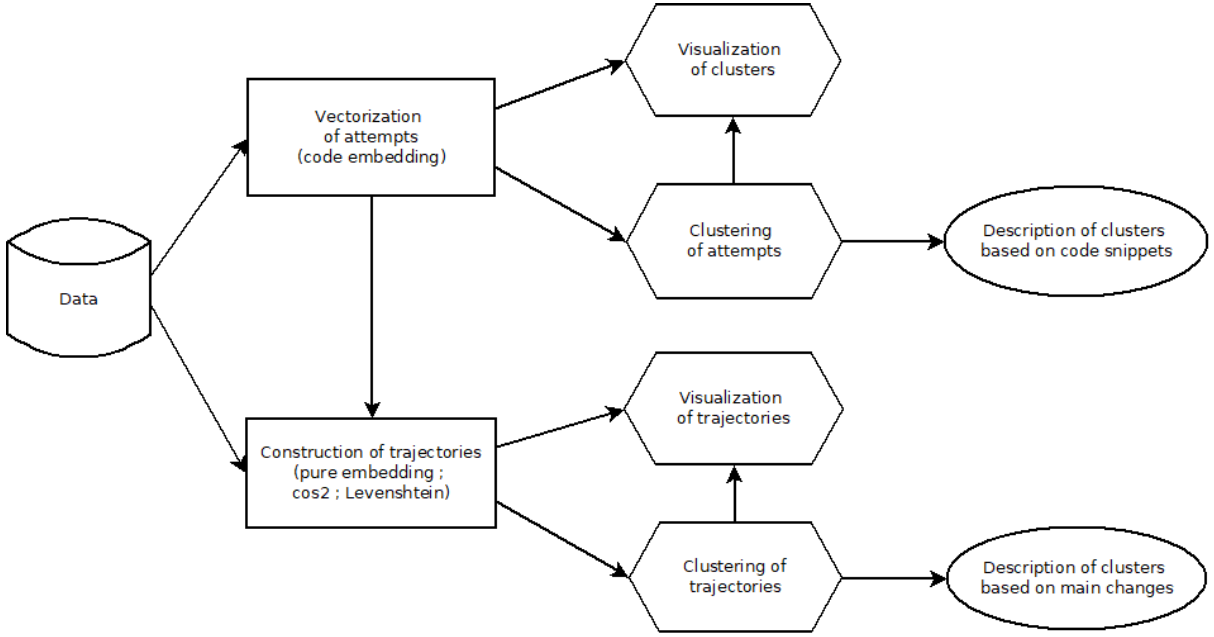 Visualization
of clusters
Vectorization
of attempts
(code embedding)
Clustering
of attempts
Description of clusters
based on code snippets
Data
Visualization
of trajectories
Construction of trajectories
(pure embedding ;
cos2 ; Levenshtein)
Clustering of
trajectories
Description of clusters
based on main changes